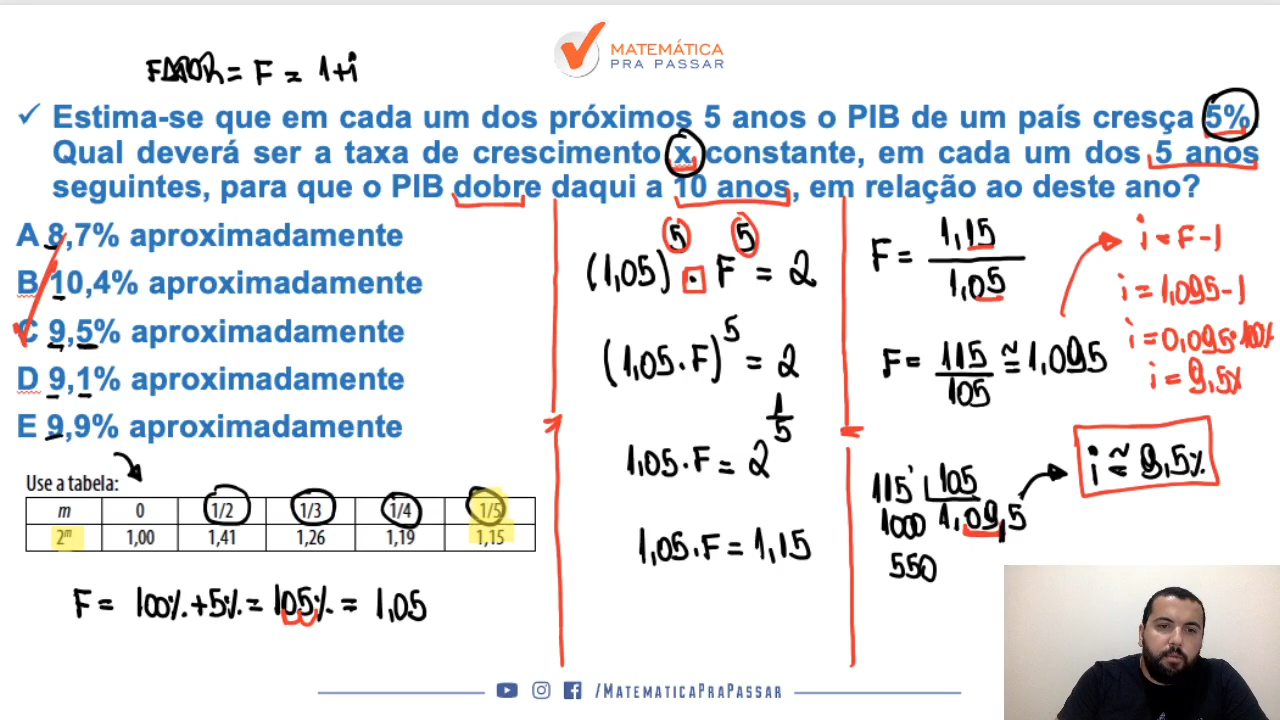 MATEMÁTICA
PRA PASSAR
FATOR = F = 1+i
✓ Estima-se que em cada um dos próximos 5 anos o PIB de um país cresça 5%.
Qual deverá ser a taxa de crescimento x constante, em cada um dos 5 anos
seguintes, para que o PIB dobre daqui a 10 anos, em relação ao deste ano?
A 8,7% aproximadamente
B 10,4% aproximadamente
C 9,5% aproximadamente
D 9,1% aproximadamente
E 9,9% aproximadamente
Use a tabela:
m 0 1/2 1/3 1/4 1/5
2^m 1,00 1,41 1,26 1,19 1,15
F = 100% + 5% = 105% = 1,05
(1,05)^5 · F^5 = 2
(1,05 · F)^5 = 2
1,05 · F = 2^1/5
1,05 · F = 1,15
F = 1,15/1,05
F = 115/105 ≅ 1,095
i = F - 1
i = 1,095 - 1
i = 0,095 · 100%
i = 9,5%
115 105
1000 1,09,5
550
i ≅ 9,5%
/MatematicaPraPassar